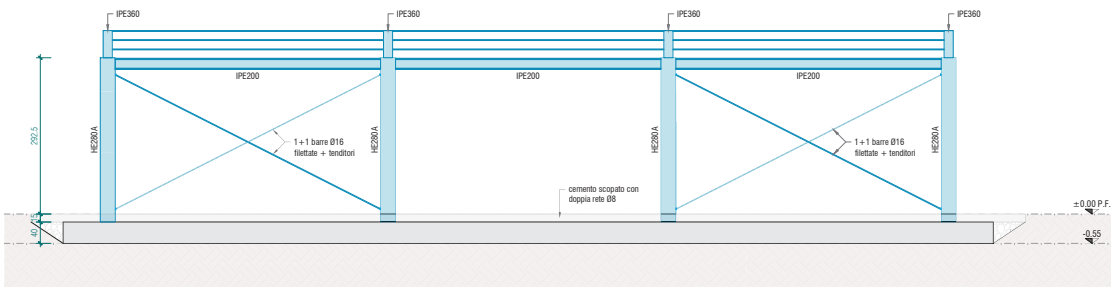 IPE360
IPE360
IPE360
IPE360
IPE200
IPE200
IPE200
292.5
HE280A
HE280A
HE280A
HE280A
1+1 barre Ø16
filettate + tenditori
1+1 barre Ø16
filettate + tenditori
cemento scopato con
doppia rete Ø8
±0.00 P.F.
15
40
-0.55